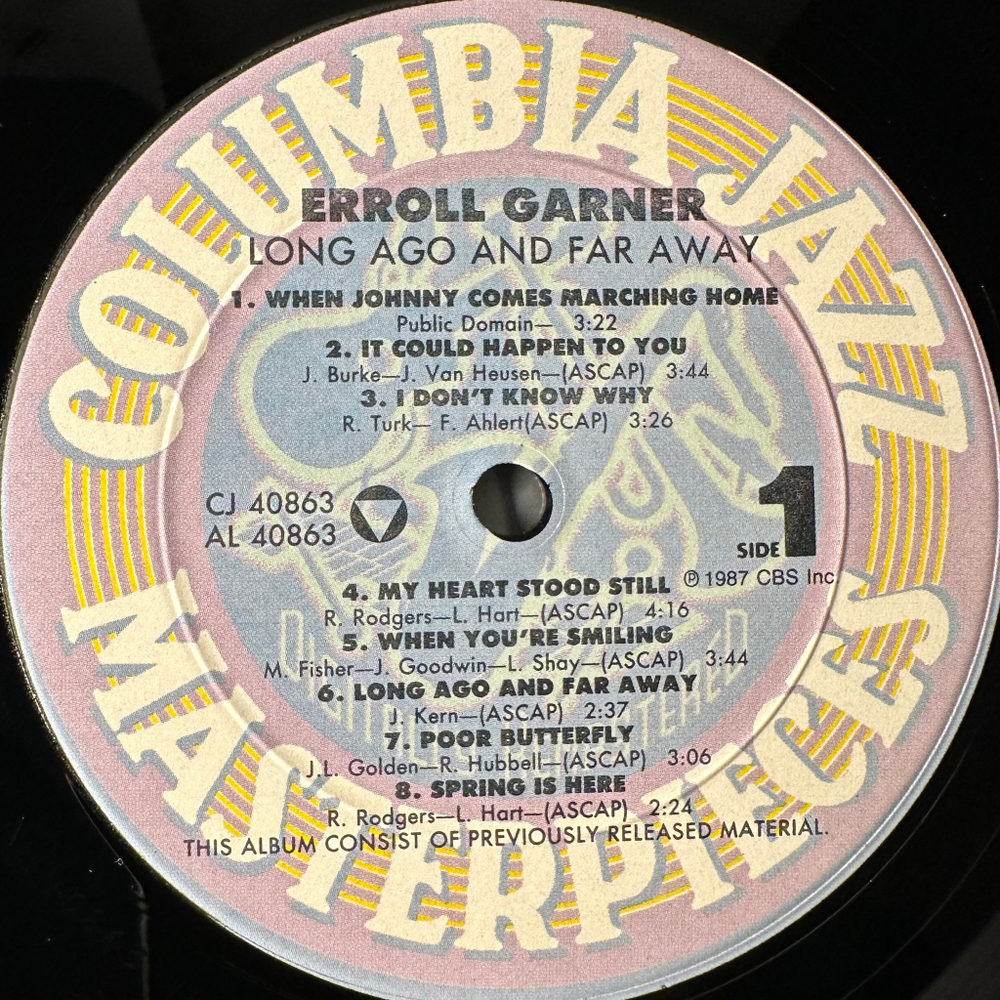 COLUMBIA JAZZ
ERROLL GARNER
LONG AGO AND FAR AWAY
1. WHEN JOHNNY COMES MARCHING HOME
Public Domain— 3:22
2. IT COULD HAPPEN TO YOU
J. Burke—J. Van Heusen—(ASCAP) 3:44
3. I DON'T KNOW WHY
R. Turk— F. Ahlert(ASCAP) 3:26
CJ 40863
AL 40863
SIDE 1
℗ 1987 CBS Inc
4. MY HEART STOOD STILL
R. Rodgers—L. Hart—(ASCAP) 4:16
5. WHEN YOU'RE SMILING
M. Fisher—J. Goodwin—L. Shay—(ASCAP) 3:44
6. LONG AGO AND FAR AWAY
J. Kern—(ASCAP) 2:37
7. POOR BUTTERFLY
J.L. Golden—R. Hubbell—(ASCAP) 3:06
8. SPRING IS HERE
R. Rodgers—L. Hart—(ASCAP) 2:24
THIS ALBUM CONSIST OF PREVIOUSLY RELEASED MATERIAL.
MASTERPIECES